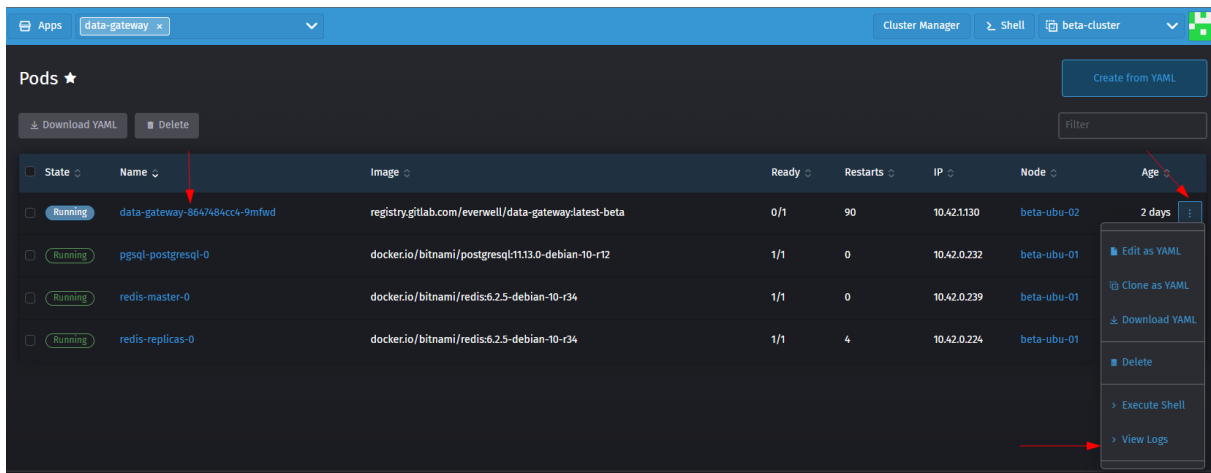 Apps data-gateway × Cluster Manager Shell beta-cluster
Pods ★ Create from YAML
Download YAML Delete Filter
State Name Image Ready Restarts IP Node Age
Running data-gateway-8647484cc4-9mfwd registry.gitlab.com/everwell/data-gateway:latest-beta 0/1 90 10.42.1.130 beta-ubu-02 2 days
Running pgsql-postgresql-0 docker.io/bitnami/postgresql:11.13.0-debian-10-r12 1/1 0 10.42.0.232 beta-ubu-01
Running redis-master-0 docker.io/bitnami/redis:6.2.5-debian-10-r34 1/1 0 10.42.0.239 beta-ubu-01
Running redis-replicas-0 docker.io/bitnami/redis:6.2.5-debian-10-r34 1/1 4 10.42.0.224 beta-ubu-01
Edit as YAML
Clone as YAML
Download YAML
Delete
> Execute Shell
> View Logs